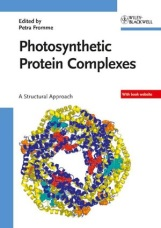 Edited by
Petra Fromme
WILEY-
BLACKWELL
Photosynthetic
Protein Complexes
A Structural Approach
With book website